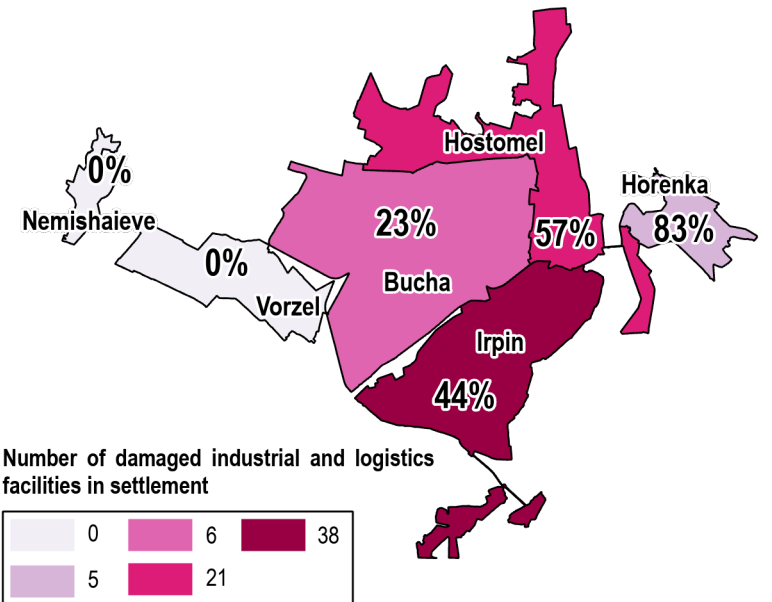 Hostomel
0%
Horenka
Nemishaieve
23%
57%
83%
0%
Bucha
Vorzel
Irpin
44%
Number of damaged industrial and logistics
facilities in settlement
0
6
38
5
21